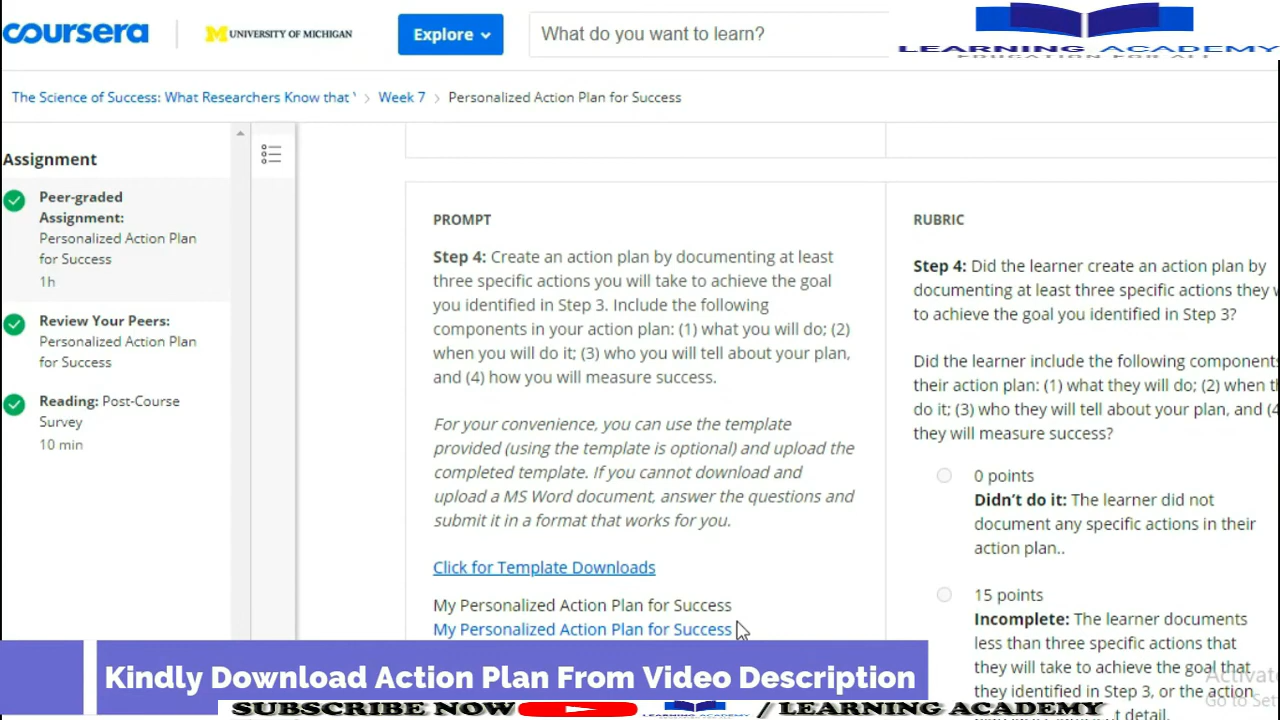 coursera
M UNIVERSITY OF MICHIGAN
Explore
What do you want to learn?
LEARNING ACADEMY
EDUCATION FOR ALL
The Science of Success: What Researchers Know that
Week 7
Personalized Action Plan for Success
Assignment
Peer-graded
Assignment:
Personalized Action Plan
for Success
1h
Review Your Peers:
Personalized Action Plan
for Success
Reading: Post-Course
Survey
10 min
PROMPT
Step 4: Create an action plan by documenting at least
three specific actions you will take to achieve the goal
you identified in Step 3. Include the following
components in your action plan: (1) what you will do; (2)
when you will do it; (3) who you will tell about your plan,
and (4) how you will measure success.
For your convenience, you can use the template
provided (using the template is optional) and upload the
completed template. If you cannot download and
upload a MS Word document, answer the questions and
submit it in a format that works for you.
Click for Template Downloads
My Personalized Action Plan for Success
My Personalized Action Plan for Success
RUBRIC
Step 4: Did the learner create an action plan by
documenting at least three specific actions they
to achieve the goal you identified in Step 3?
Did the learner include the following component
their action plan: (1) what they will do; (2) when
do it; (3) who they will tell about your plan, and
they will measure success?
0 points
Didn't do it: The learner did not
document any specific actions in their
action plan..
15 points
Incomplete: The learner documents
less than three specific actions that
they will take to achieve the goal that
they identified in Step 3, or the action
detail.
Activate
Go to Set
Kindly Download Action Plan From Video Description
SUBSCRIBE NOW
LEARNING ACADEMY
/ LEARNING ACADEMY